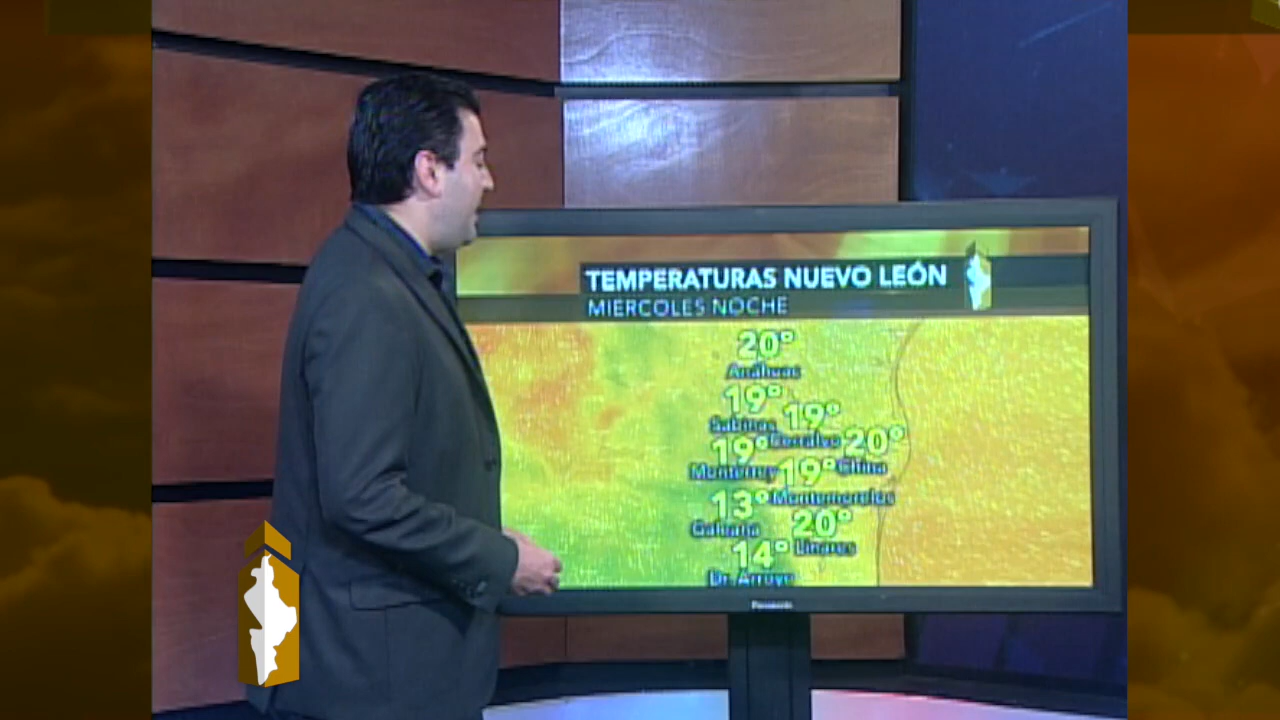 TEMPERATURAS NUEVO LEÓN
MIERCOLES NOCHE
20°
Anáhuac
19°
Sabinas
19°
Cerralvo
20°
China
19°
Monterrey
19°
Montemorelos
13°
Galeana
20°
Linares
14°
Dr. Arroyo
Panasonic